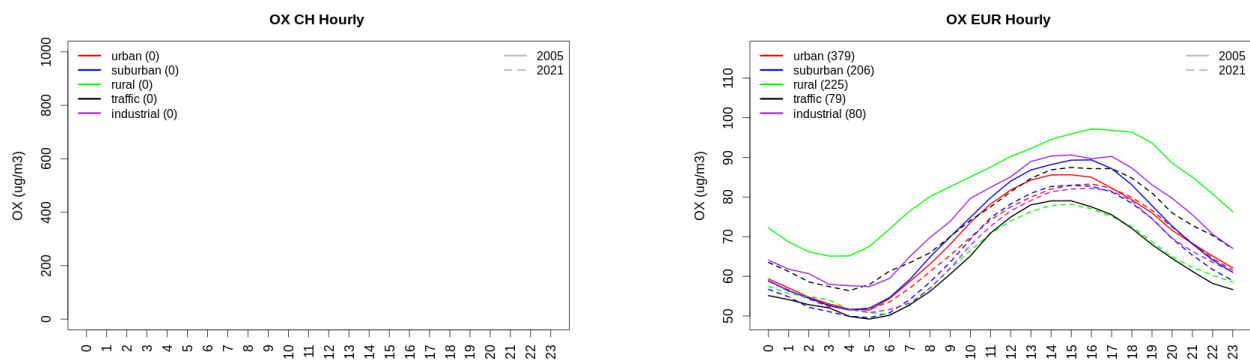 OX CH Hourly
OX (ug/m3)
1000
800
600
400
200
0
urban (0)
suburban (0)
rural (0)
traffic (0)
industrial (0)
2005
2021
0 1 2 3 4 5 6 7 8 9 10 11 12 13 14 15 16 17 18 19 20 21 22 23
OX EUR Hourly
OX (ug/m3)
110
100
90
80
70
60
50
urban (379)
suburban (206)
rural (225)
traffic (79)
industrial (80)
2005
2021
0 1 2 3 4 5 6 7 8 9 10 11 12 13 14 15 16 17 18 19 20 21 22 23